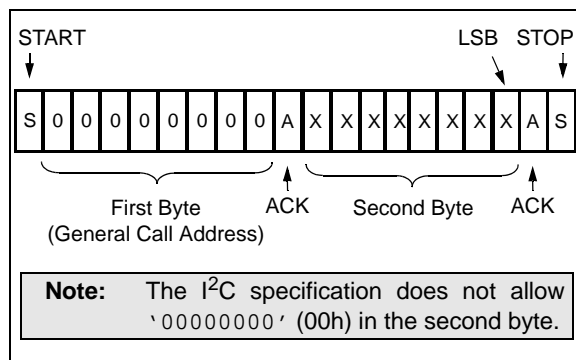 START LSB STOP
S 0 0 0 0 0 0 0 0 A X X X X X X X X A S
First Byte ACK Second Byte ACK
(General Call Address)
Note: The I²C specification does not allow
‘00000000’ (00h) in the second byte.